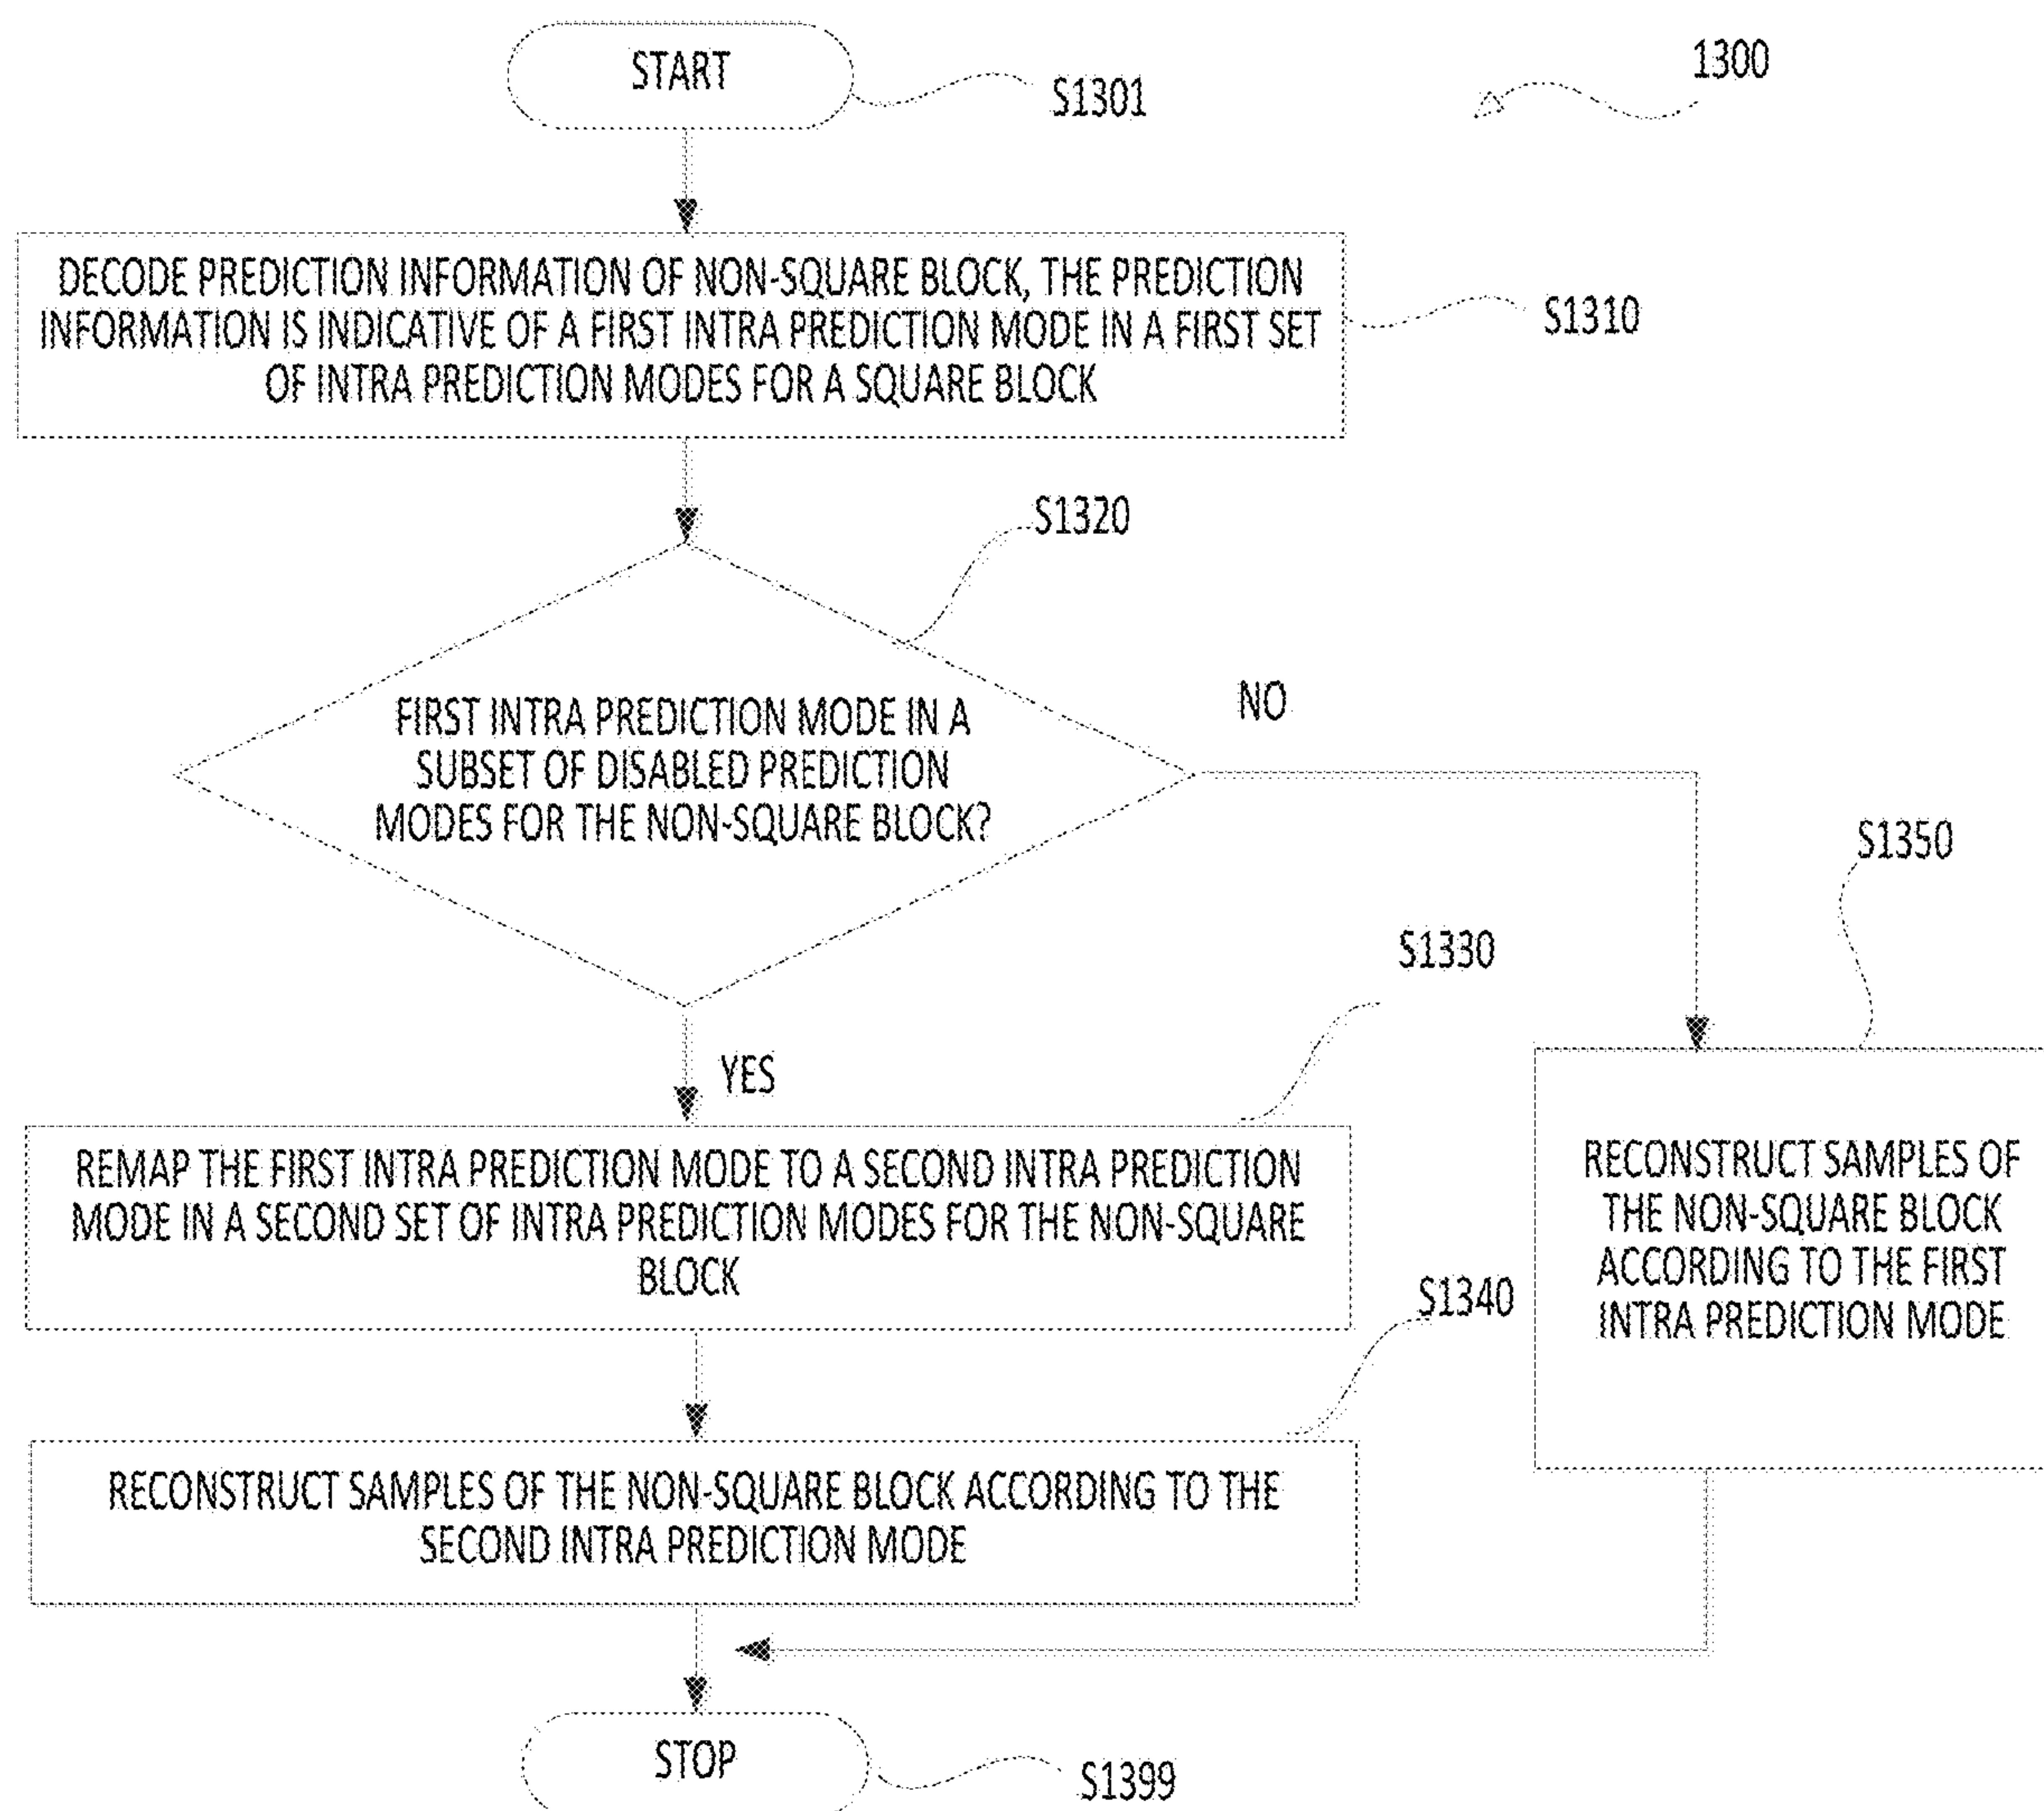 START
S1301
1300
DECODE PREDICTION INFORMATION OF NON-SQUARE BLOCK, THE PREDICTION
INFORMATION IS INDICATIVE OF A FIRST INTRA PREDICTION MODE IN A FIRST SET
OF INTRA PREDICTION MODES FOR A SQUARE BLOCK
S1310
S1320
FIRST INTRA PREDICTION MODE IN A
SUBSET OF DISABLED PREDICTION
MODES FOR THE NON-SQUARE BLOCK?
NO
S1350
S1330
YES
REMAP THE FIRST INTRA PREDICTION MODE TO A SECOND INTRA PREDICTION
MODE IN A SECOND SET OF INTRA PREDICTION MODES FOR THE NON-SQUARE
BLOCK
RECONSTRUCT SAMPLES OF
THE NON-SQUARE BLOCK
ACCORDING TO THE FIRST
INTRA PREDICTION MODE
S1340
RECONSTRUCT SAMPLES OF THE NON-SQUARE BLOCK ACCORDING TO THE
SECOND INTRA PREDICTION MODE
STOP
S1399